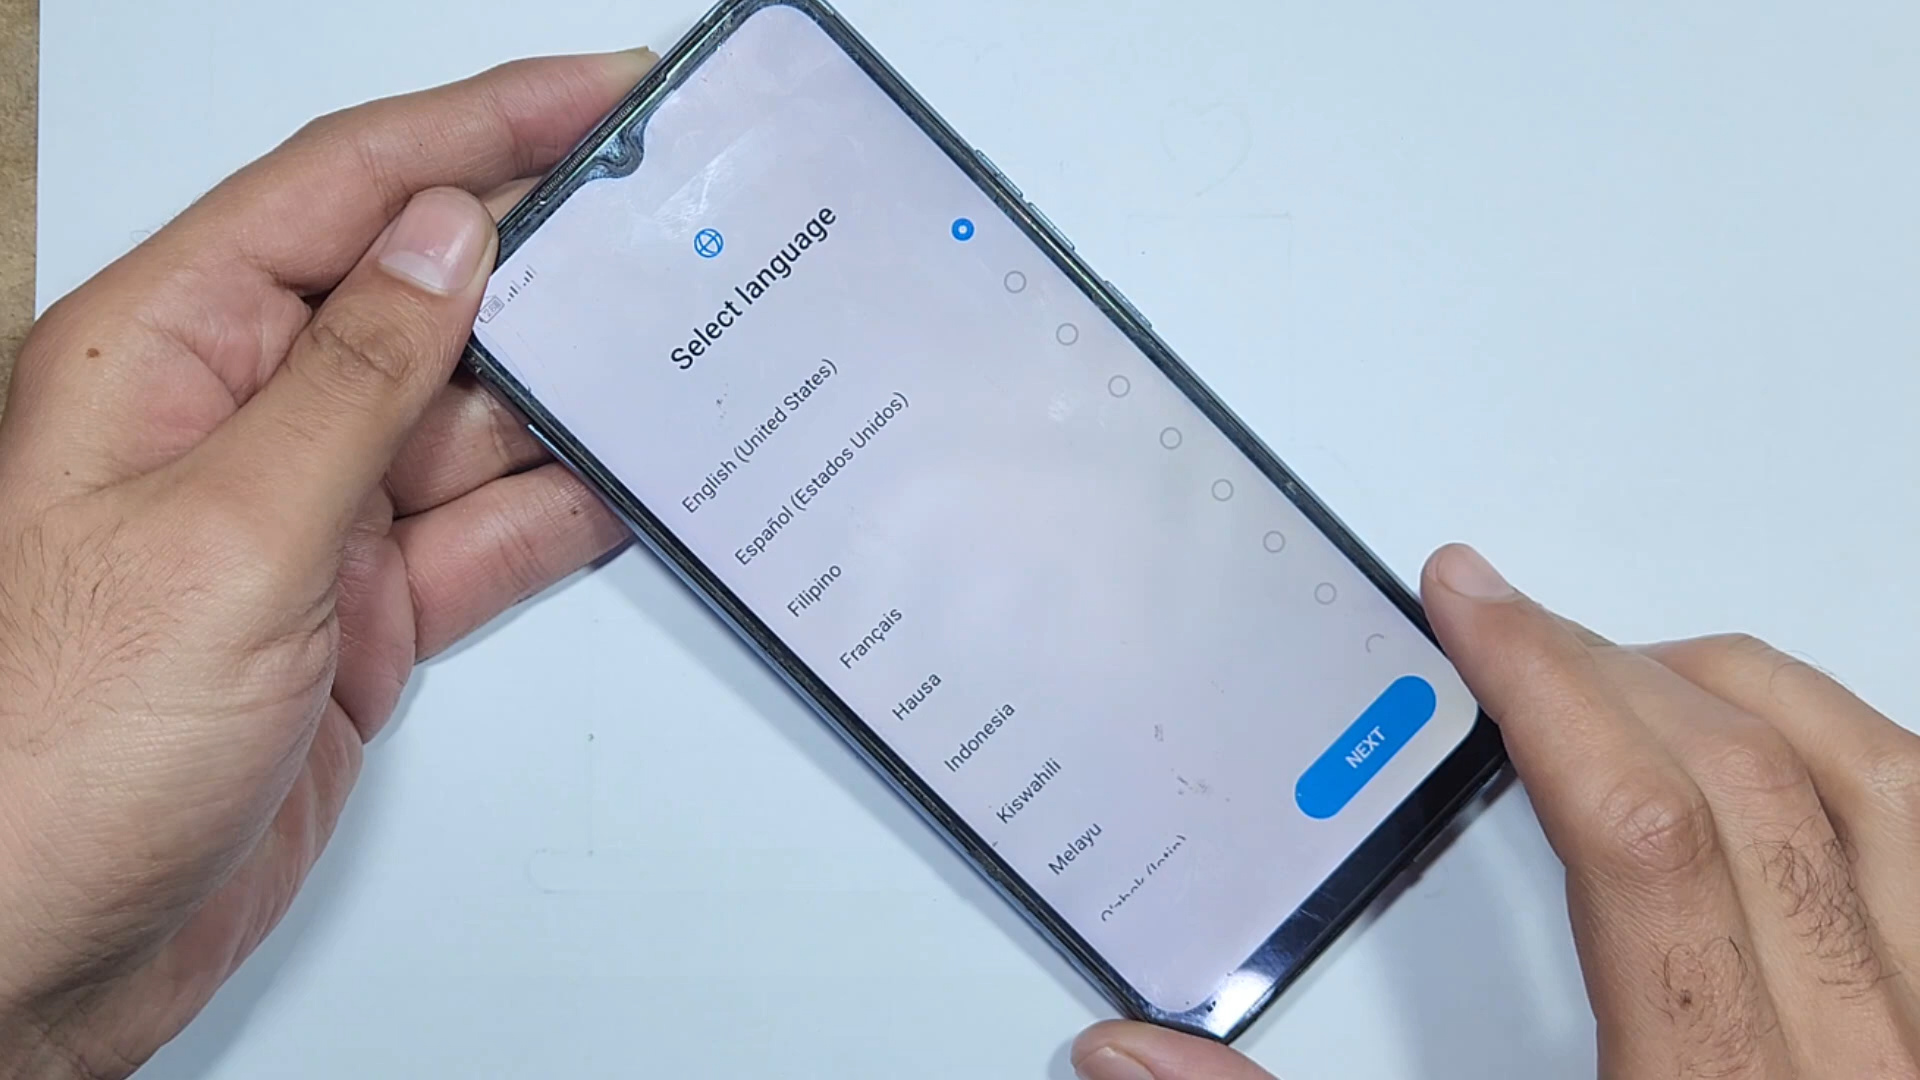 Select language
English (United States)
Español (Estados Unidos)
Filipino
Français
Hausa
Indonesia
Kiswahili
Melayu
NEXT